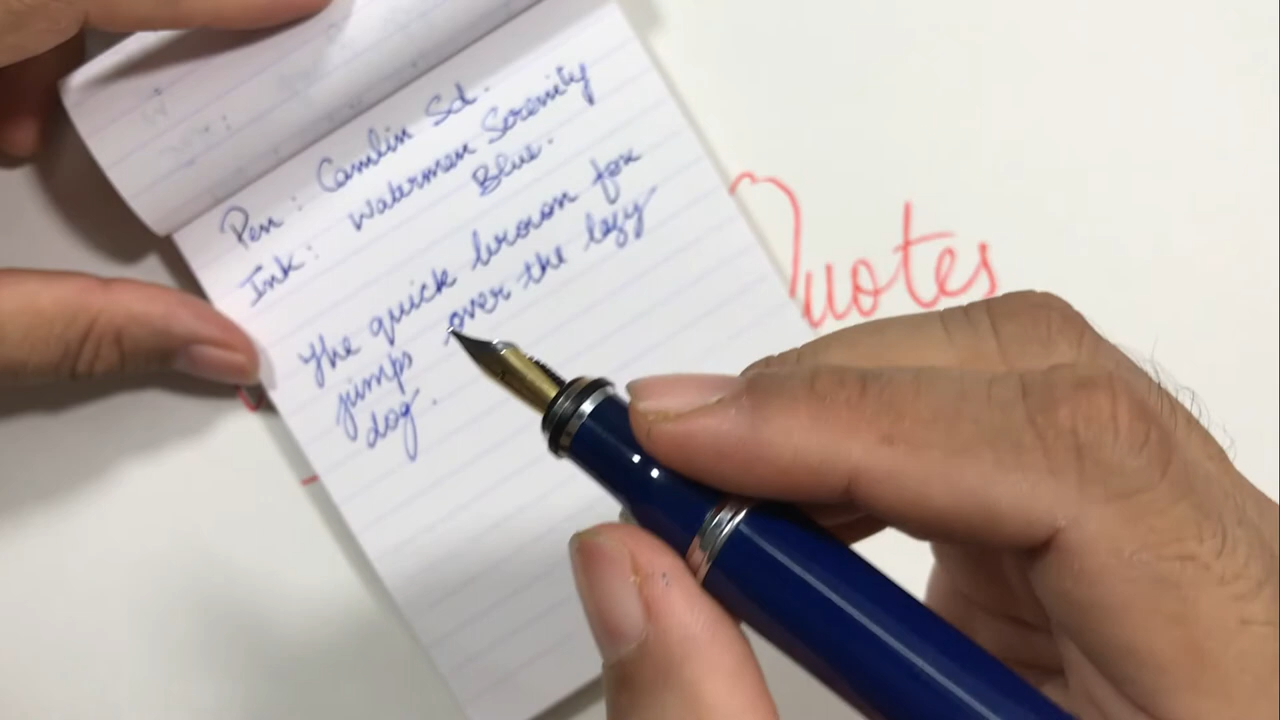 Pen: Camlin Sd.
Ink: Waterman Serenity
Blue.
The quick brown fox
jumps over the lazy
dog.
Quotes